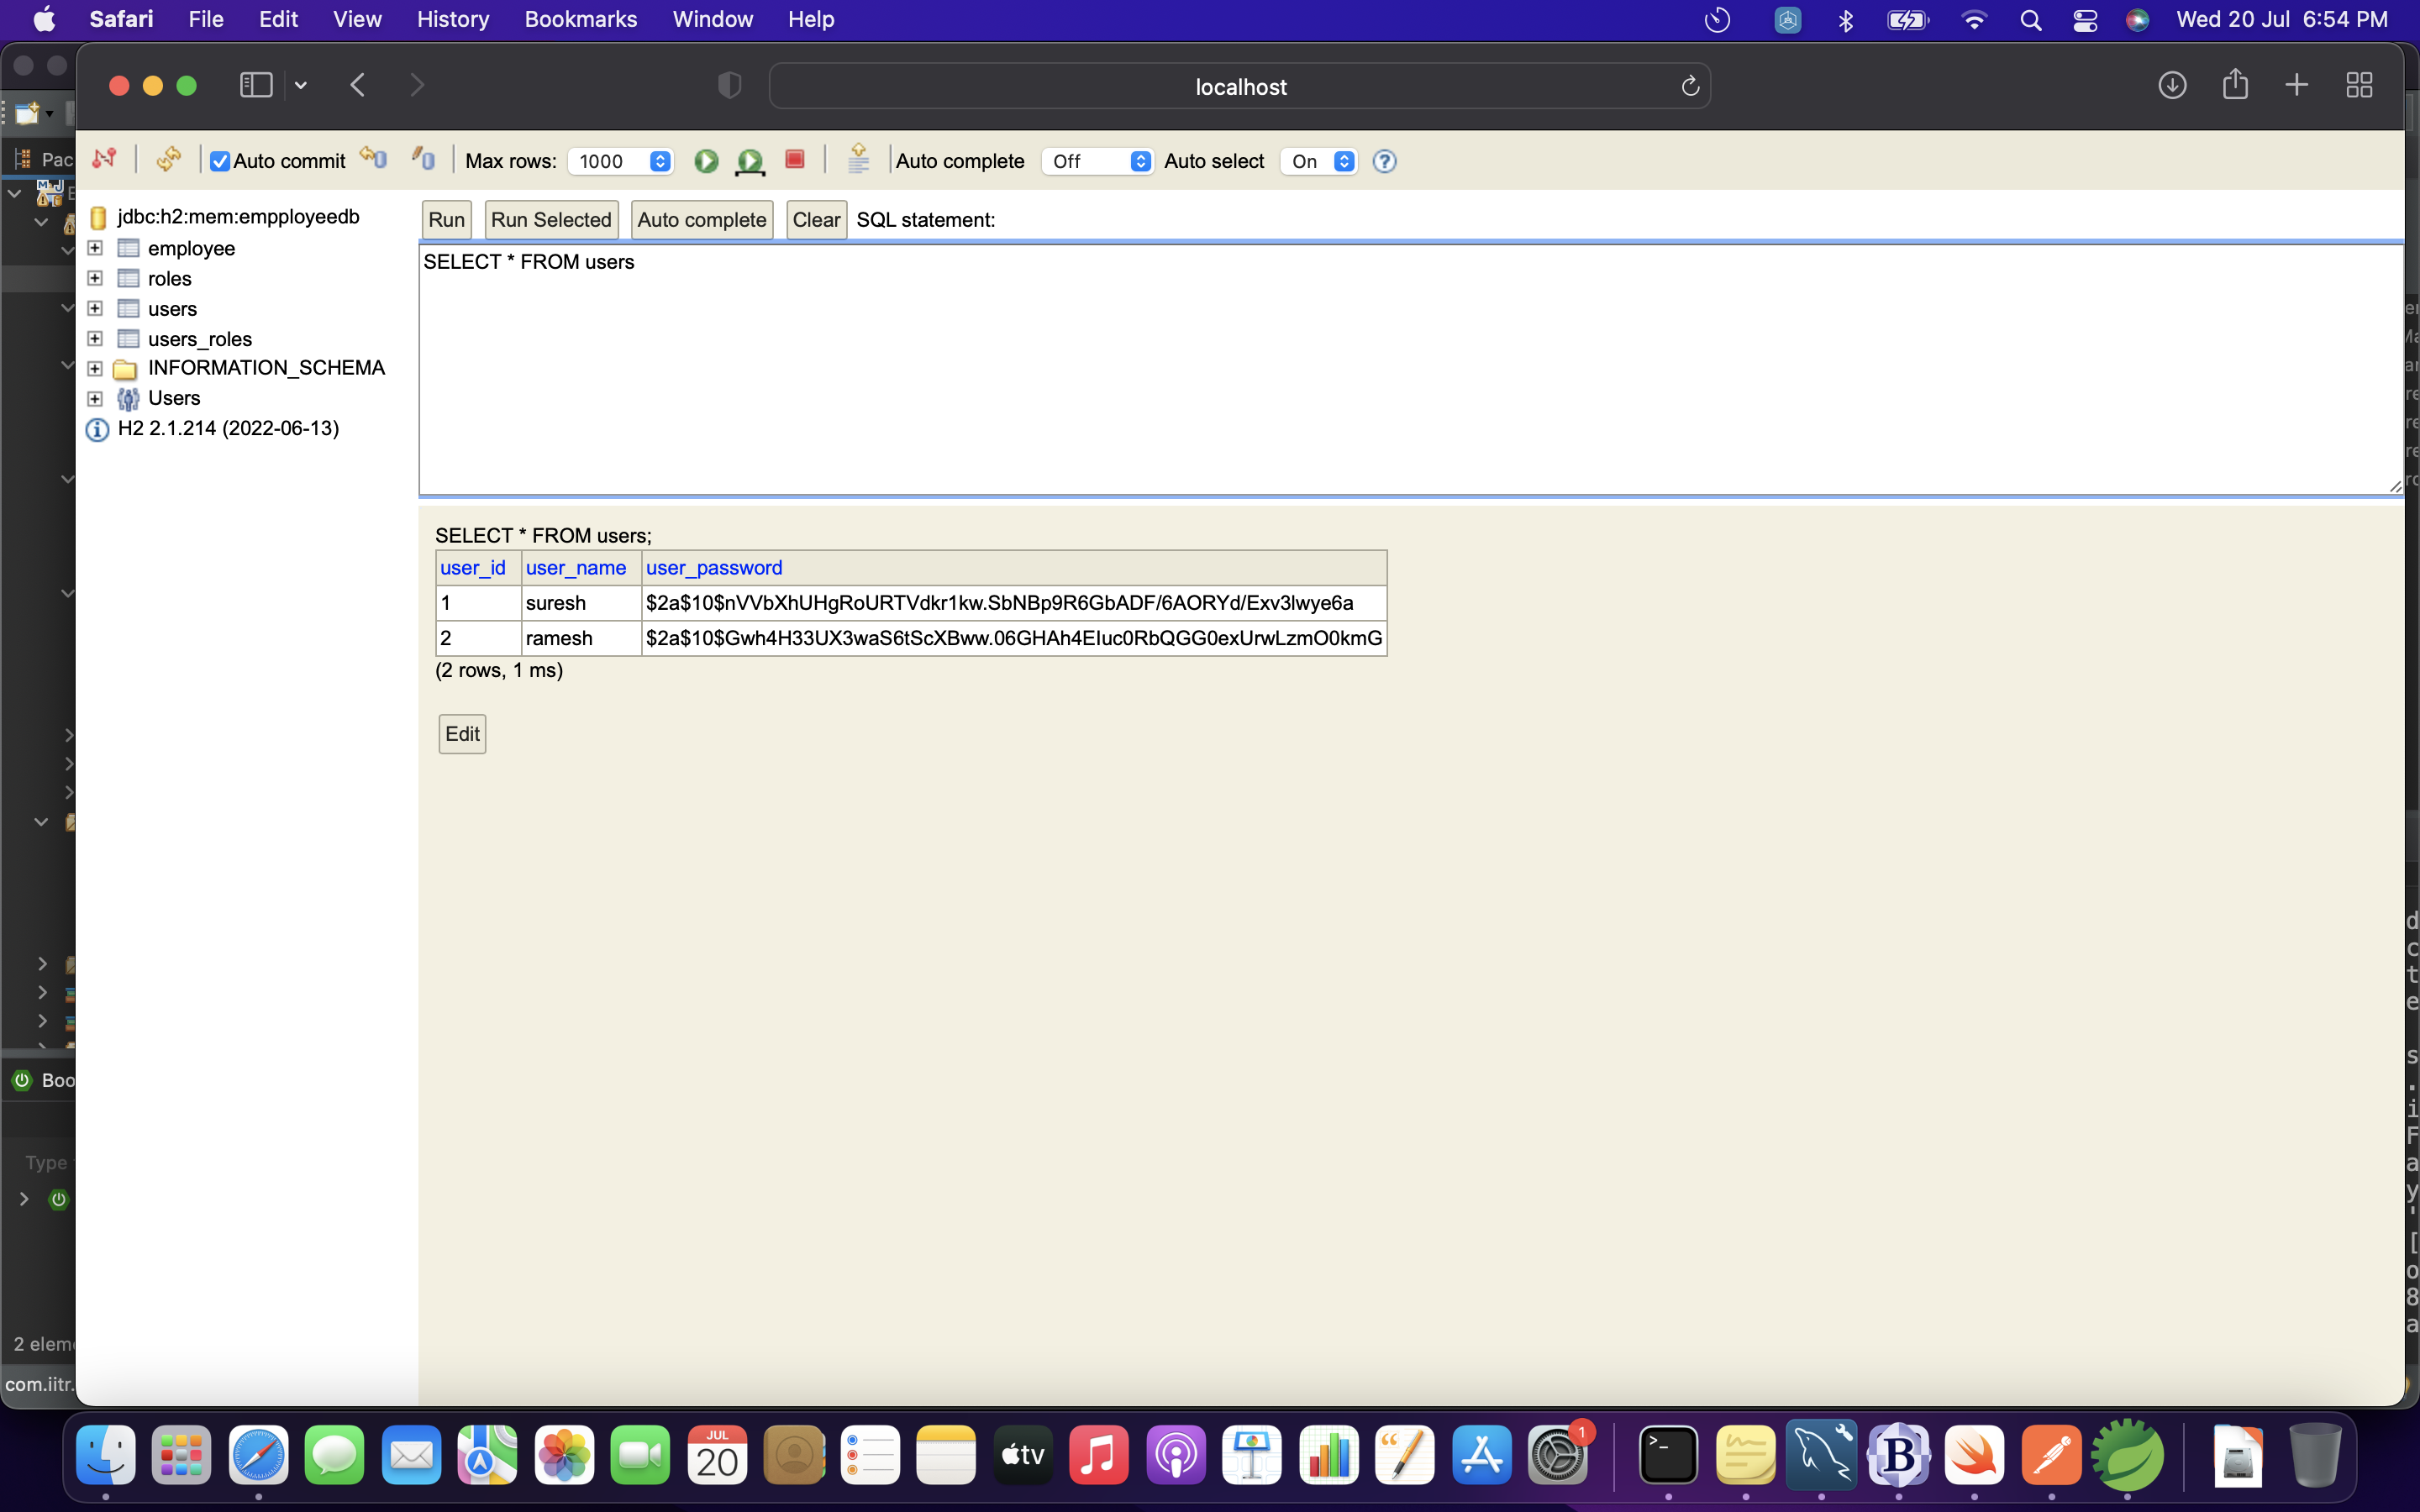 Safari File Edit View History Bookmarks Window Help Wed 20 Jul 6:54 PM
localhost
Pac
Auto commit Max rows: 1000 Auto complete Off Auto select On
jdbc:h2:mem:empployeedb
employee
roles
users
users_roles
INFORMATION_SCHEMA
Users
H2 2.1.214 (2022-06-13)
Run Run Selected Auto complete Clear SQL statement:
SELECT * FROM users
SELECT * FROM users;
user_id user_name user_password
1 suresh $2a$10$nVVbXhUHgRoURTVdkr1kw.SbNBp9R6GbADF/6AORYd/Exv3lwye6a
2 ramesh $2a$10$Gwh4H33UX3waS6tScXBww.06GHAh4Eluc0RbQGG0exUrwLzmO0kmG
(2 rows, 1 ms)
Edit
Boo
Type
2 eleme
com.iitr.
JUL
20
tv
1
>_
B